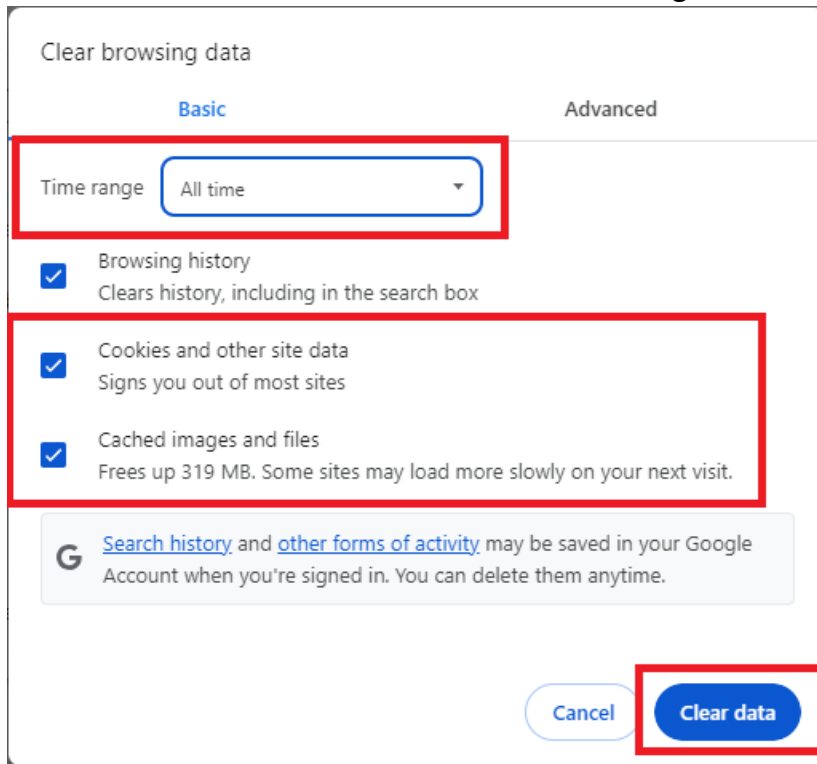 Clear browsing data
Basic Advanced
Time range All time
Browsing history
Clears history, including in the search box
Cookies and other site data
Signs you out of most sites
Cached images and files
Frees up 319 MB. Some sites may load more slowly on your next visit.
G Search history and other forms of activity may be saved in your Google
Account when you're signed in. You can delete them anytime.
Cancel Clear data